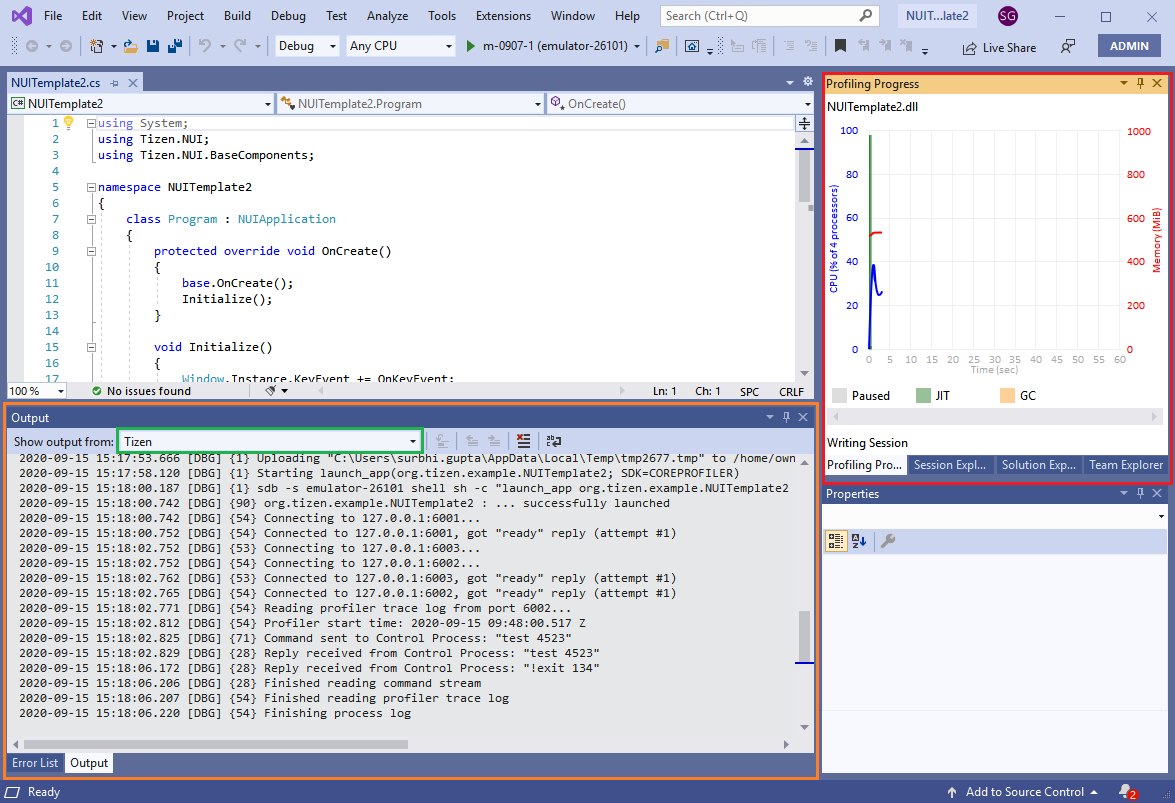 File Edit View Project Build Debug Test Analyze Tools Extensions Window Help Search (Ctrl+Q) NUIT...late2 SG
Debug Any CPU m-0907-1 (emulator-26101) Live Share ADMIN
NUITemplate2.cs
C# NUITemplate2 NUITemplate2.Program OnCreate()
1 using System;
2 using Tizen.NUI;
3 using Tizen.NUI.BaseComponents;
4
5 namespace NUITemplate2
6 {
7 class Program : NUIApplication
8 {
9 protected override void OnCreate()
10 {
11 base.OnCreate();
12 Initialize();
13 }
14
15 void Initialize()
16 {
17 Window.Instance.KeyEvent += OnKeyEvent;
100 % No issues found Ln: 1 Ch: 1 SPC CRLF
Output
Show output from: Tizen
2020-09-15 15:17:53.666 [DBG] {1} Uploading "C:\Users\surbhi.gupta\AppData\Local\Temp\tmp2677.tmp" to /home/own
2020-09-15 15:17:58.120 [DBG] {1} Starting launch_app(org.tizen.example.NUITemplate2; SDK=COREPROFILER)
2020-09-15 15:18:00.187 [DBG] {1} sdb -s emulator-26101 shell sh -c "launch_app org.tizen.example.NUITemplate2
2020-09-15 15:18:00.742 [DBG] {90} org.tizen.example.NUITemplate2 : ... successfully launched
2020-09-15 15:18:00.742 [DBG] {54} Connecting to 127.0.0.1:6001...
2020-09-15 15:18:00.752 [DBG] {54} Connected to 127.0.0.1:6001, got "ready" reply (attempt #1)
2020-09-15 15:18:02.752 [DBG] {53} Connecting to 127.0.0.1:6003...
2020-09-15 15:18:02.752 [DBG] {54} Connecting to 127.0.0.1:6002...
2020-09-15 15:18:02.762 [DBG] {53} Connected to 127.0.0.1:6003, got "ready" reply (attempt #1)
2020-09-15 15:18:02.765 [DBG] {54} Connected to 127.0.0.1:6002, got "ready" reply (attempt #1)
2020-09-15 15:18:02.771 [DBG] {54} Reading profiler trace log from port 6002...
2020-09-15 15:18:02.812 [DBG] {54} Profiler start time: 2020-09-15 09:48:00.517 Z
2020-09-15 15:18:02.825 [DBG] {71} Command sent to Control Process: "test 4523"
2020-09-15 15:18:02.829 [DBG] {28} Reply received from Control Process: "test 4523"
2020-09-15 15:18:06.172 [DBG] {28} Reply received from Control Process: "!exit 134"
2020-09-15 15:18:06.206 [DBG] {28} Finished reading command stream
2020-09-15 15:18:06.207 [DBG] {54} Finished reading profiler trace log
2020-09-15 15:18:06.220 [DBG] {54} Finishing process log
Error List Output
Profiling Progress
NUITemplate2.dll
100 1000
80 800
60 600
40 400
20 200
0 0
CPU (% of 4 processors)
Memory (MiB)
0 5 10 15 20 25 30 35 40 45 50 55 60
Time (sec)
Paused JIT GC
Writing Session
Profiling Pro... Session Expl... Solution Exp... Team Explorer
Properties
Ready Add to Source Control 2